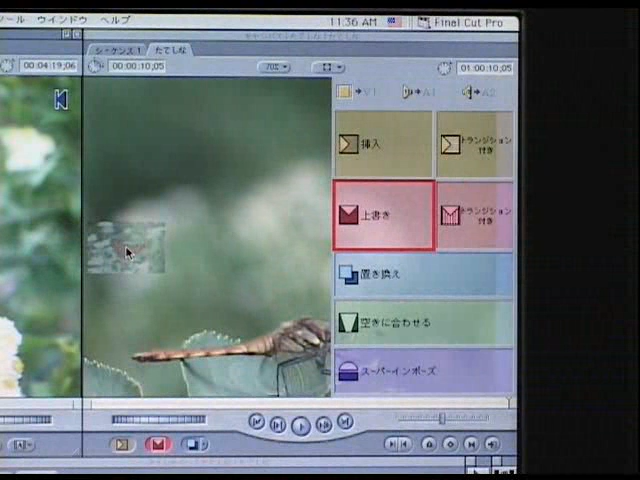 ツール ウインドウ ヘルプ 11:36 AM Final Cut Pro
シーケンス 1 たてしな
00:04:19;06 00:00:10;05 70% 01:00:10;05
V1 A1 A2
挿入
トランジション付き
上書き
トランジション付き
置き換え
空きに合わせる
スーパーインポーズ